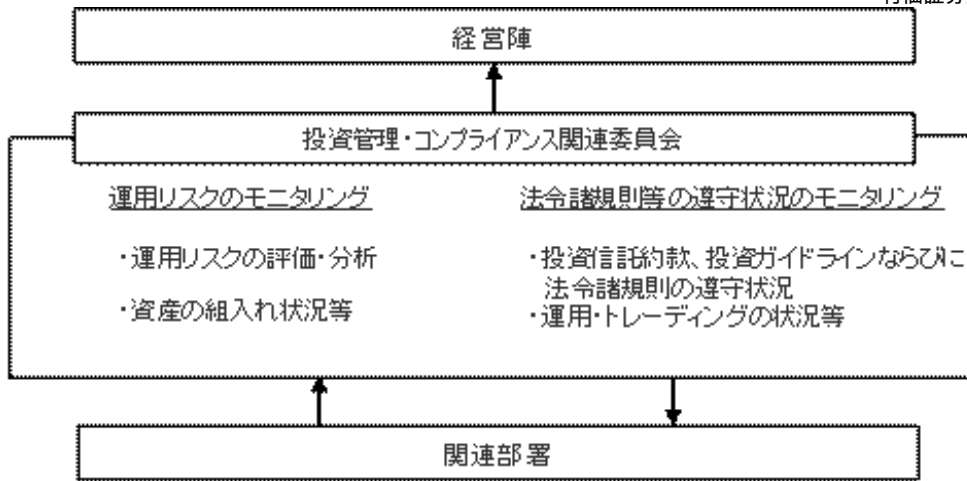 経営陣
投資管理・コンプライアンス関連委員会
運用リスクのモニタリング
・運用リスクの評価・分析
・資産の組入れ状況等
法令諸規則等の遵守状況のモニタリング
・投資信託約款、投資ガイドラインならびに
法令諸規則の遵守状況
・運用・トレーディングの状況等
関連部署